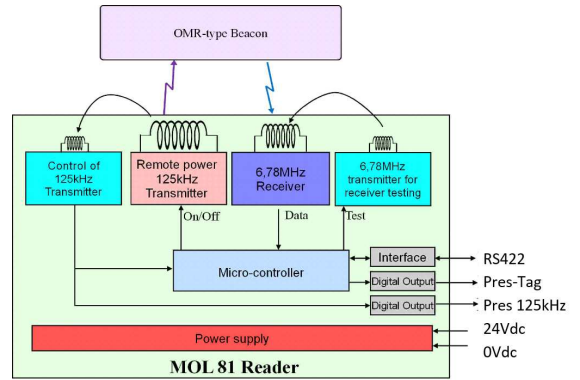 OMR-type Beacon
Control of
125kHz
Transmitter
Remote power
125kHz
Transmitter
6,78MHz
Receiver
6,78MHz
transmitter for
receiver testing
On/Off
Data
Test
Micro-controller
Interface
RS422
Digital Output
Pres-Tag
Digital Output
Pres 125kHz
24Vdc
Power supply
0Vdc
MOL 81 Reader